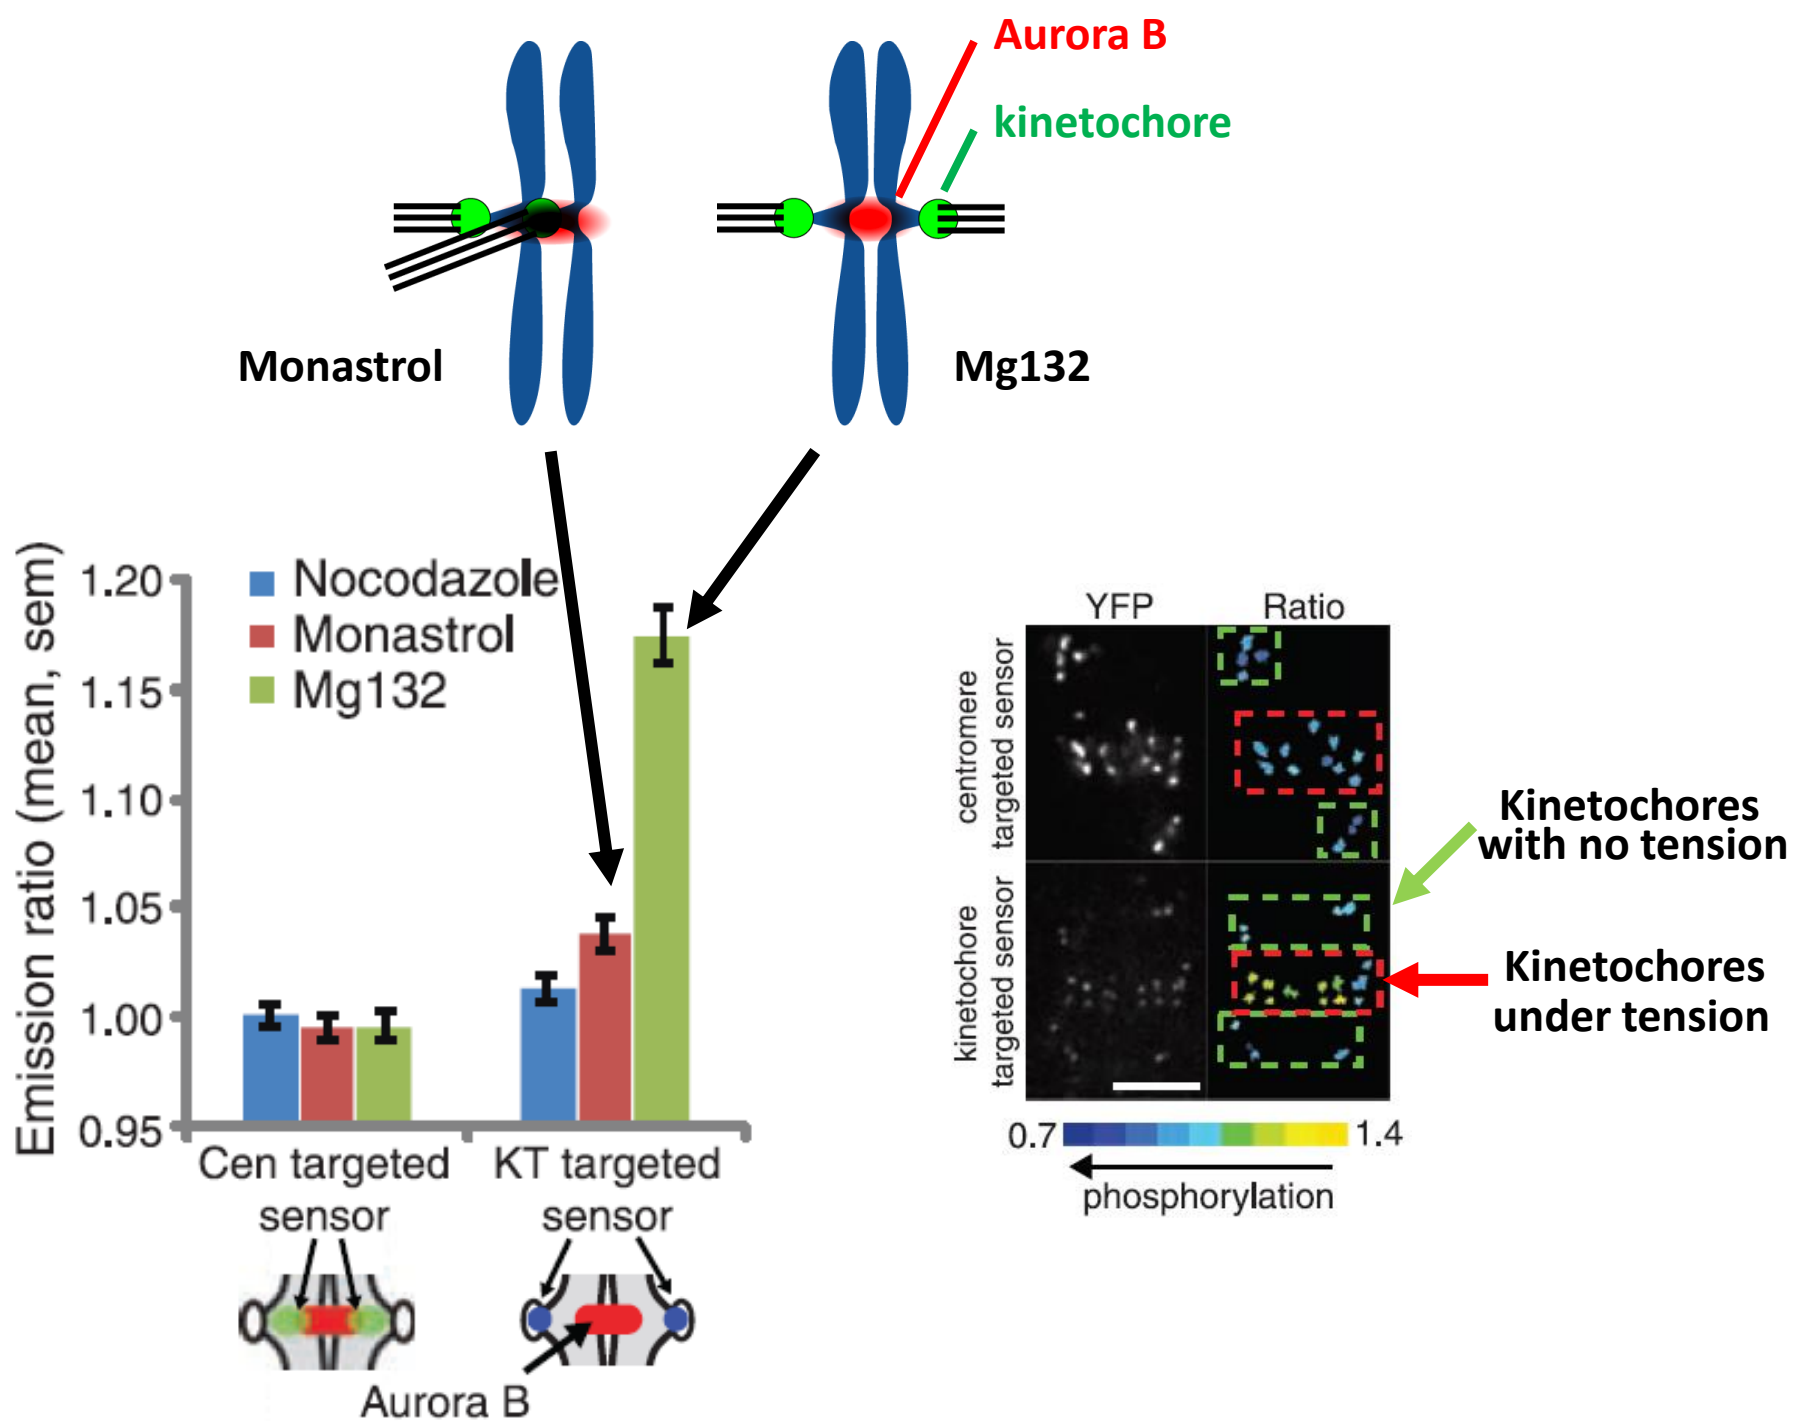 Aurora B
kinetochore
Monastrol
Mg132
Emission ratio (mean, sem)
1.20
1.15
1.10
1.05
1.00
0.95
Nocodazole
Monastrol
Mg132
Cen targeted
sensor
KT targeted
sensor
Aurora B
YFP
Ratio
centromere
targeted sensor
kinetochore
targeted sensor
Kinetochores
with no tension
Kinetochores
under tension
0.7
1.4
phosphorylation